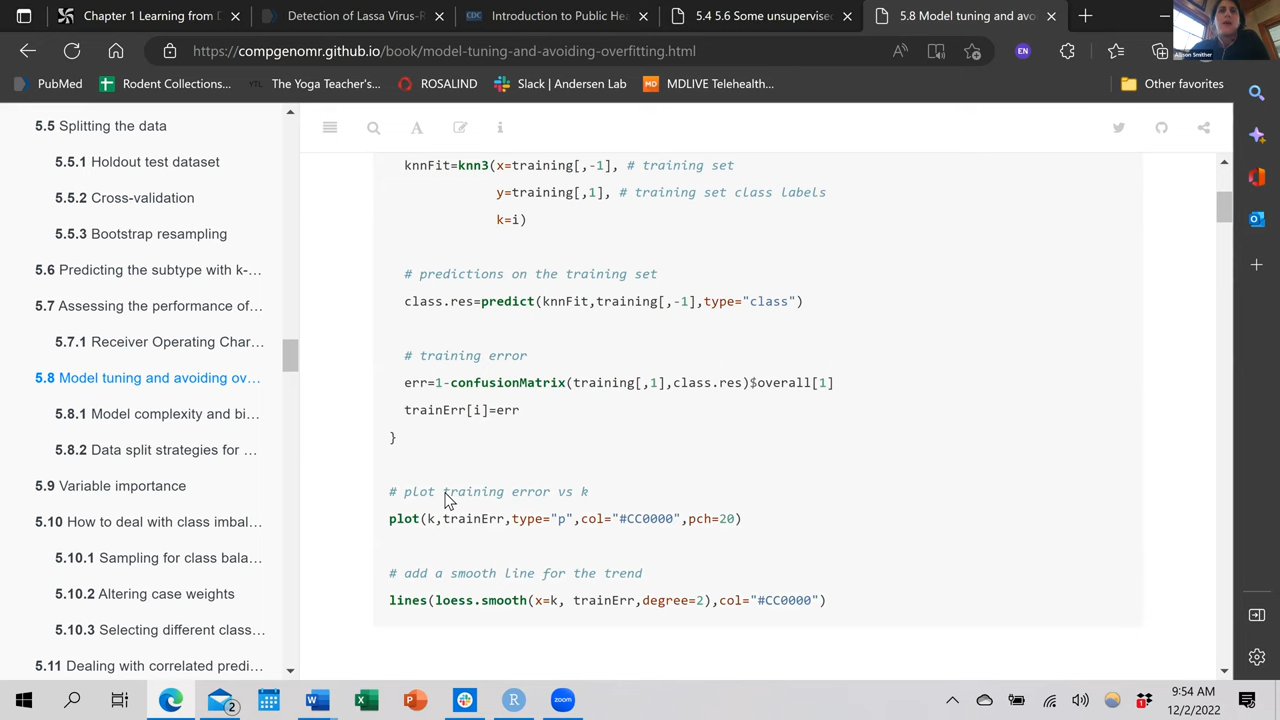 Chapter 1 Learning from D
Detection of Lassa Virus-R
CDC
Introduction to Public Hea
5.4 5.6 Some unsupervise
5.8 Model tuning and avoi
https://compgenomr.github.io/book/model-tuning-and-avoiding-overfitting.html
EN
Allison Smither
PubMed
Rodent Collections...
YTL
The Yoga Teacher's...
ROSALIND
Slack | Andersen Lab
MD
MDLIVE Telehealth...
Other favorites
5.5 Splitting the data
5.5.1 Holdout test dataset
5.5.2 Cross-validation
5.5.3 Bootstrap resampling
5.6 Predicting the subtype with k-...
5.7 Assessing the performance of...
5.7.1 Receiver Operating Char...
5.8 Model tuning and avoiding ov...
5.8.1 Model complexity and bi...
5.8.2 Data split strategies for ...
5.9 Variable importance
5.10 How to deal with class imbal...
5.10.1 Sampling for class bala...
5.10.2 Altering case weights
5.10.3 Selecting different class...
5.11 Dealing with correlated predi...
knnFit=knn3(x=training[,-1], # training set
y=training[,1], # training set class labels
k=i)
# predictions on the training set
class.res=predict(knnFit,training[,-1],type="class")
# training error
err=1-confusionMatrix(training[,1],class.res)$overall[1]
trainErr[i]=err
}
# plot training error vs k
plot(k,trainErr,type="p",col="#CC0000",pch=20)
# add a smooth line for the trend
lines(loess.smooth(x=k, trainErr,degree=2),col="#CC0000")
2
zoom
1
9:54 AM
12/2/2022